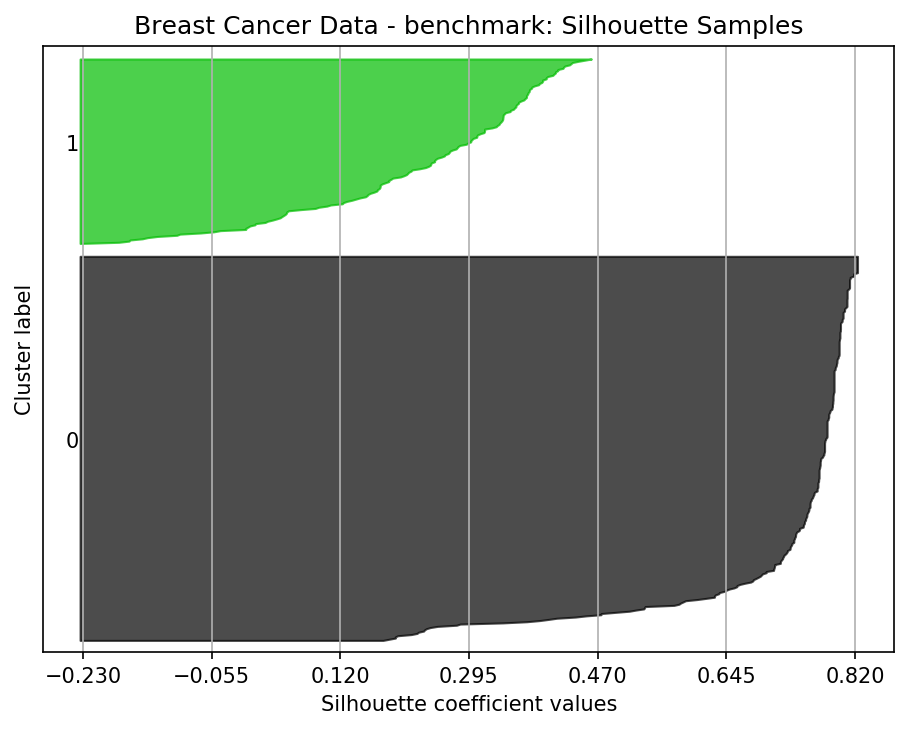 Breast Cancer Data - benchmark: Silhouette Samples
1
0
Cluster label
−0.230 −0.055 0.120 0.295 0.470 0.645 0.820
Silhouette coefficient values